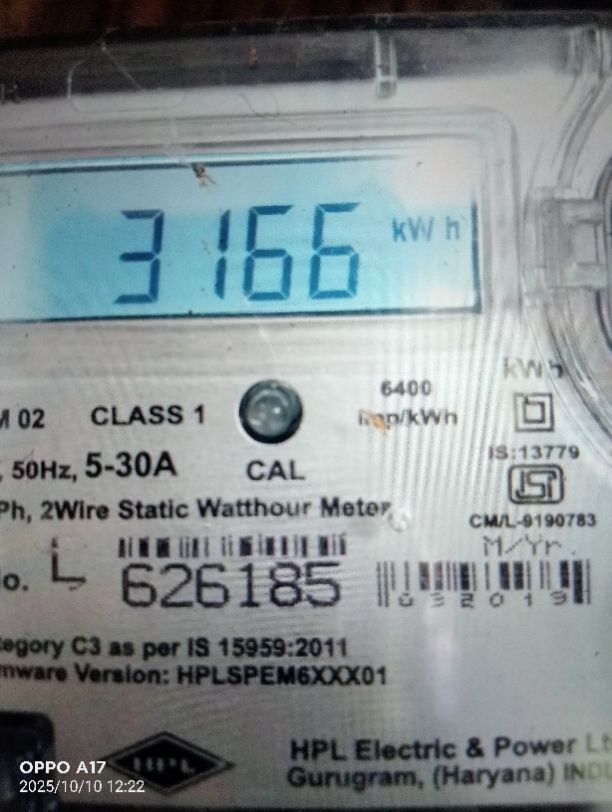 3166 kW h
kWh
6400
imp/kWh
M 02 CLASS 1
, 50Hz, 5-30A CAL
IS:13779
ISI
CM/L-9190783
Ph, 2Wire Static Watthour Meter
M/Yr.
o. L 626185
032019
egory C3 as per IS 15959:2011
mware Version: HPLSPEM6XXX01
HPL
HPL Electric & Power Lt
Gurugram, (Haryana) INDI
OPPO A17
2025/10/10 12:22